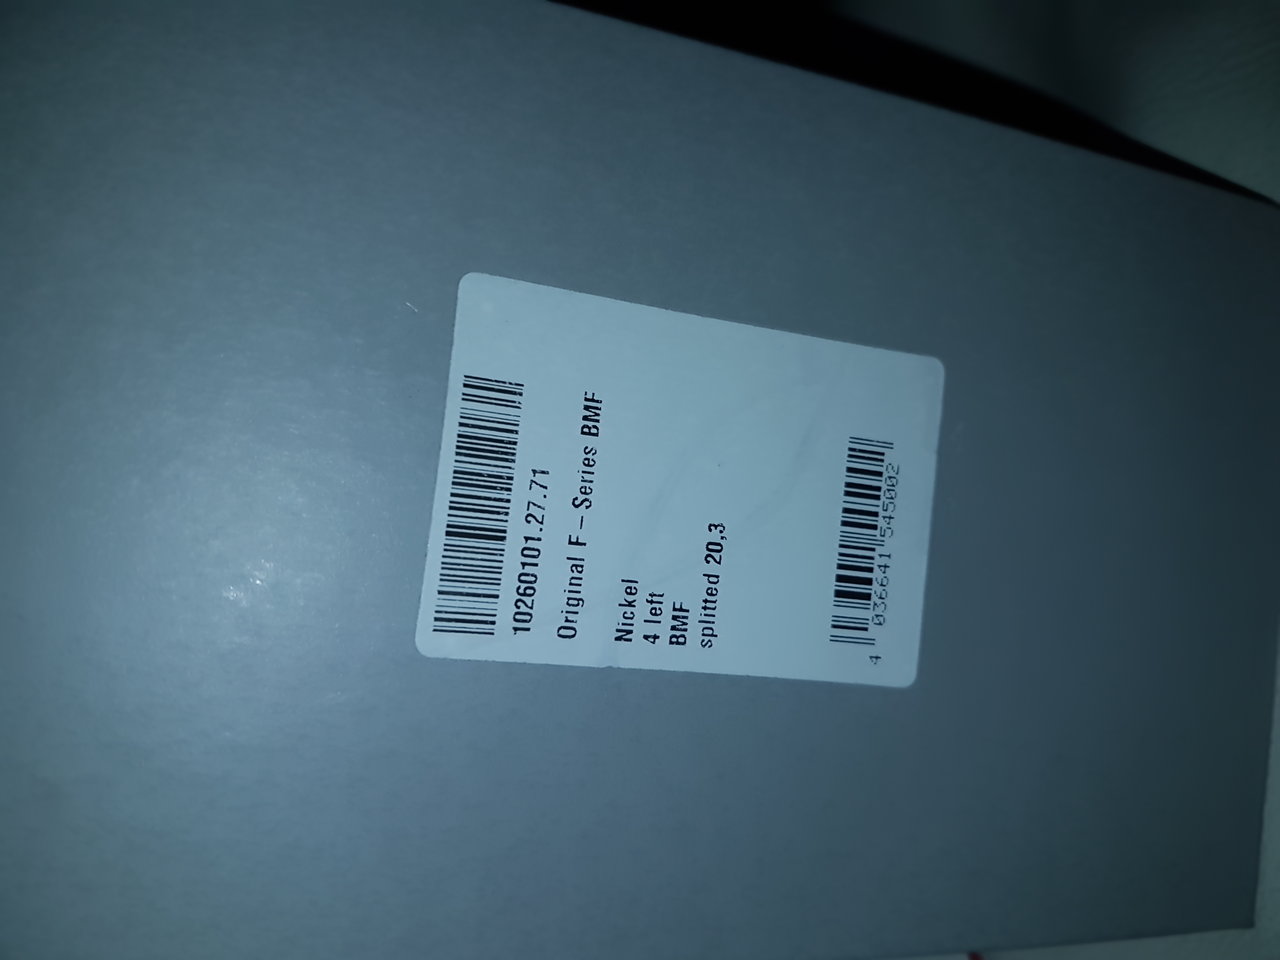 10260101.27.71
Original F – Series BMF
Nickel
4 left
BMF
splitted 20,3
4 036641 545002